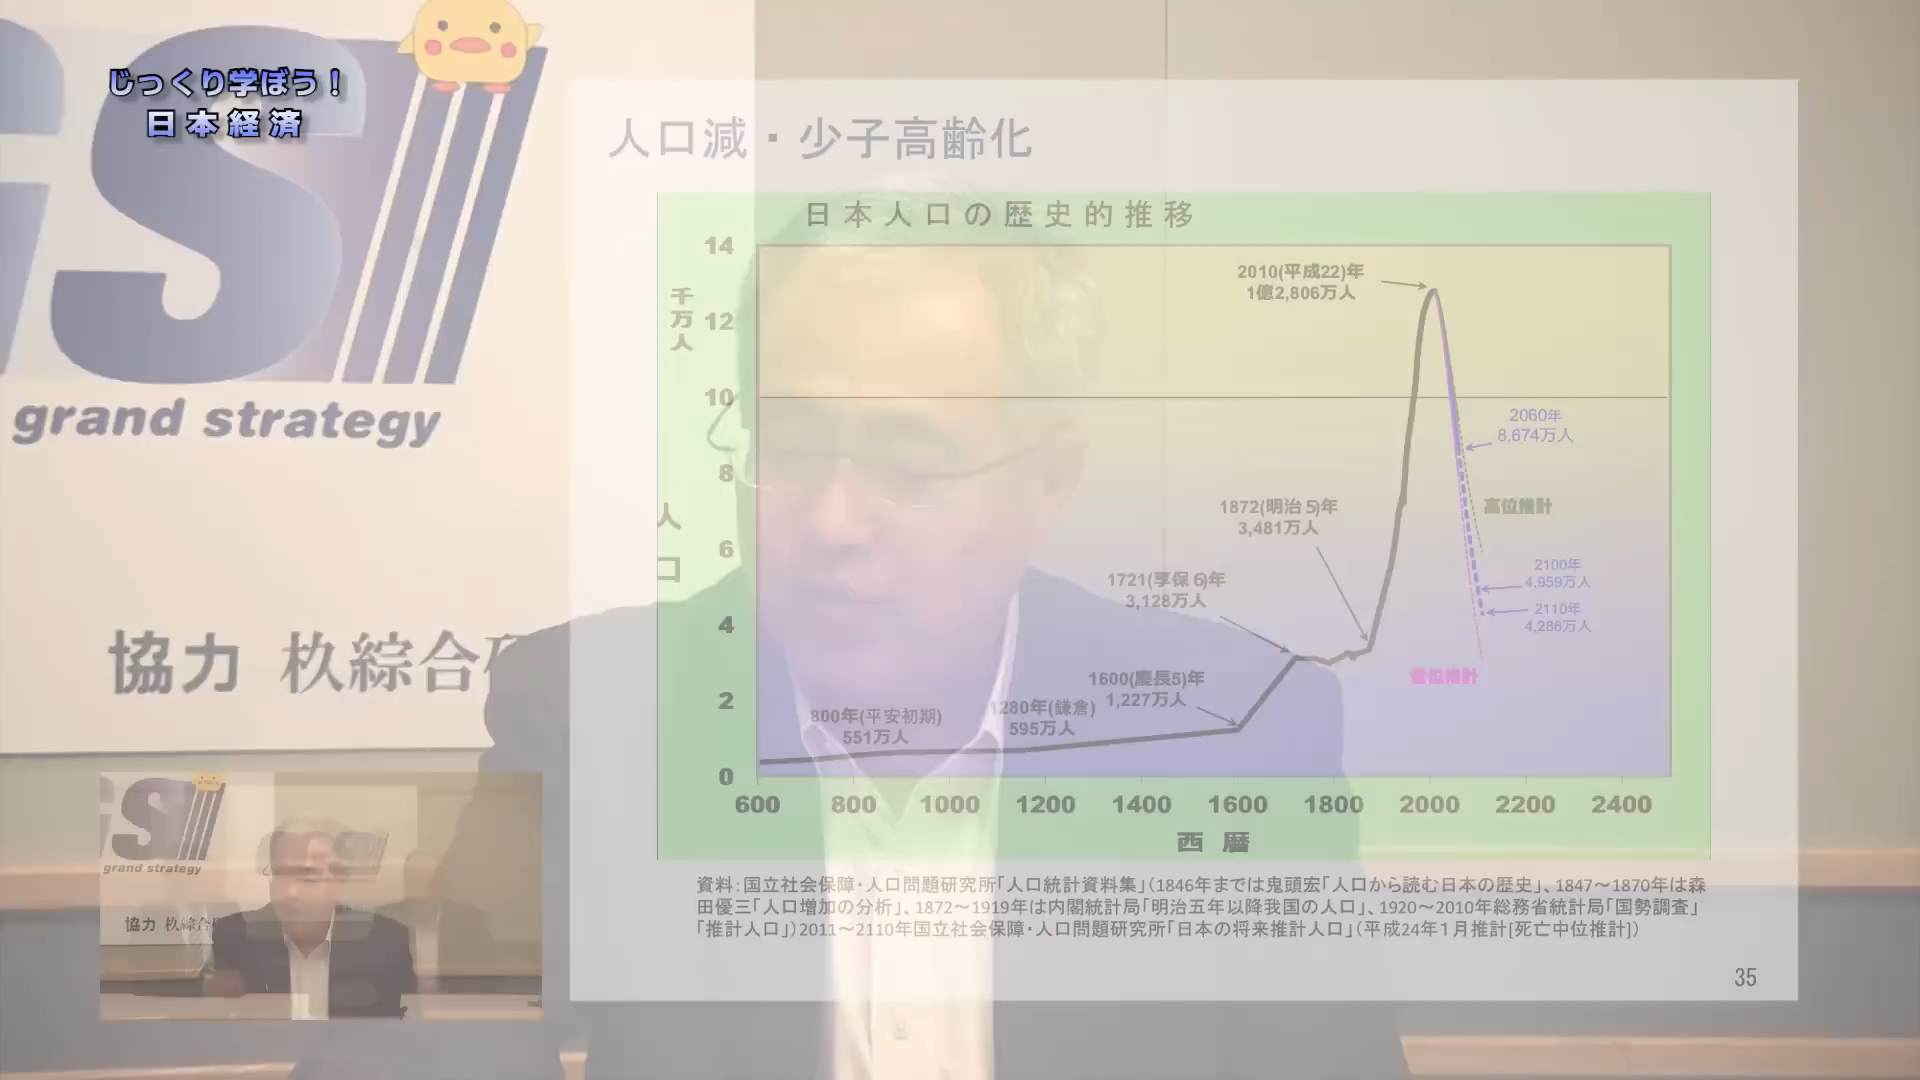 じっくり学ぼう！
日本経済
GS
grand strategy
協力 杦綜合研
grand strategy
協力 杦綜合研
人口減・少子高齢化
日本人口の歴史的推移
千万人
人口
14
12
10
8
6
4
2
0
2010(平成22)年
1億2,806万人
2060年
8,674万人
1872(明治 5)年
3,481万人
高位推計
2100年
4,959万人
1721(享保 6)年
3,128万人
2110年
4,286万人
低位推計
1600(慶長5)年
1,227万人
1280年(鎌倉)
595万人
800年(平安初期)
551万人
600 800 1000 1200 1400 1600 1800 2000 2200 2400
西 暦
資料：国立社会保障・人口問題研究所「人口統計資料集」（1846年までは鬼頭宏「人口から読む日本の歴史」、1847～1870年は森
田優三「人口増加の分析」、1872～1919年は内閣統計局「明治五年以降我国の人口」、1920～2010年総務省統計局「国勢調査」
「推計人口」）2011～2110年国立社会保障・人口問題研究所「日本の将来推計人口」（平成24年１月推計[死亡中位推計]）
35